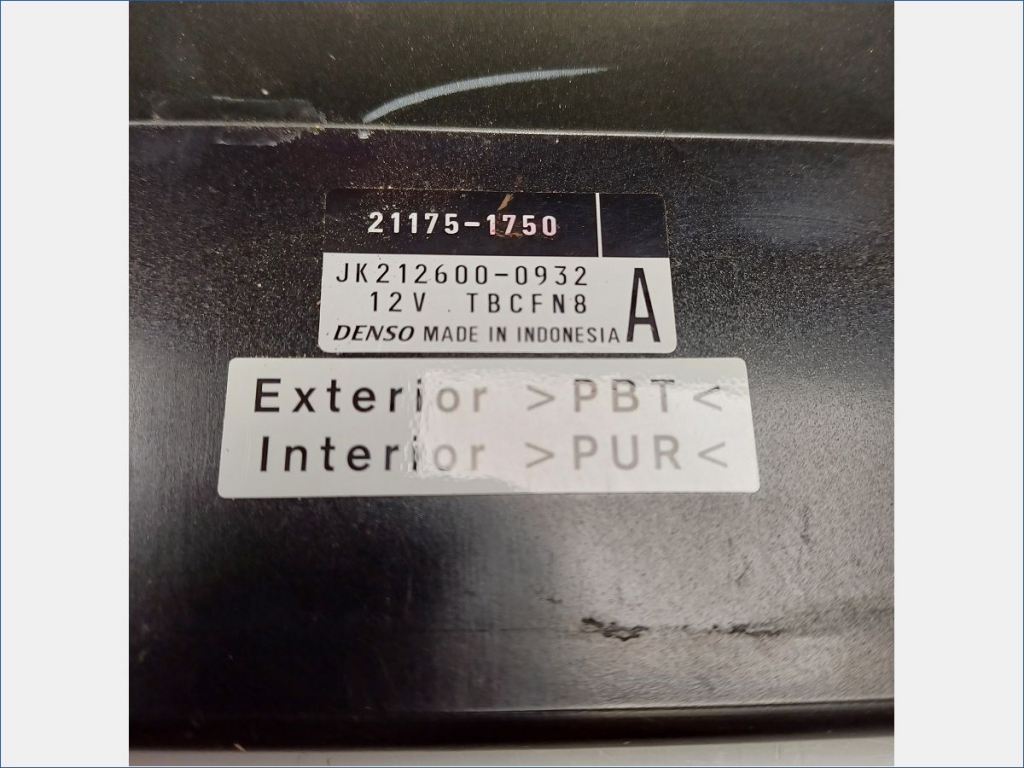 21175-1750
JK212600-0932
12V TBCFN8
A
DENSO MADE IN INDONESIA
Exterior >PBT<
Interior >PUR<